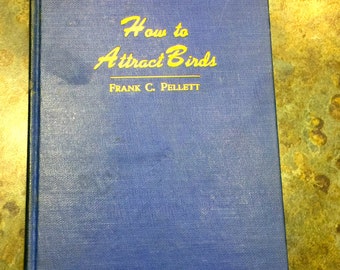 How to
Attract Birds
FRANK C. PELLETT